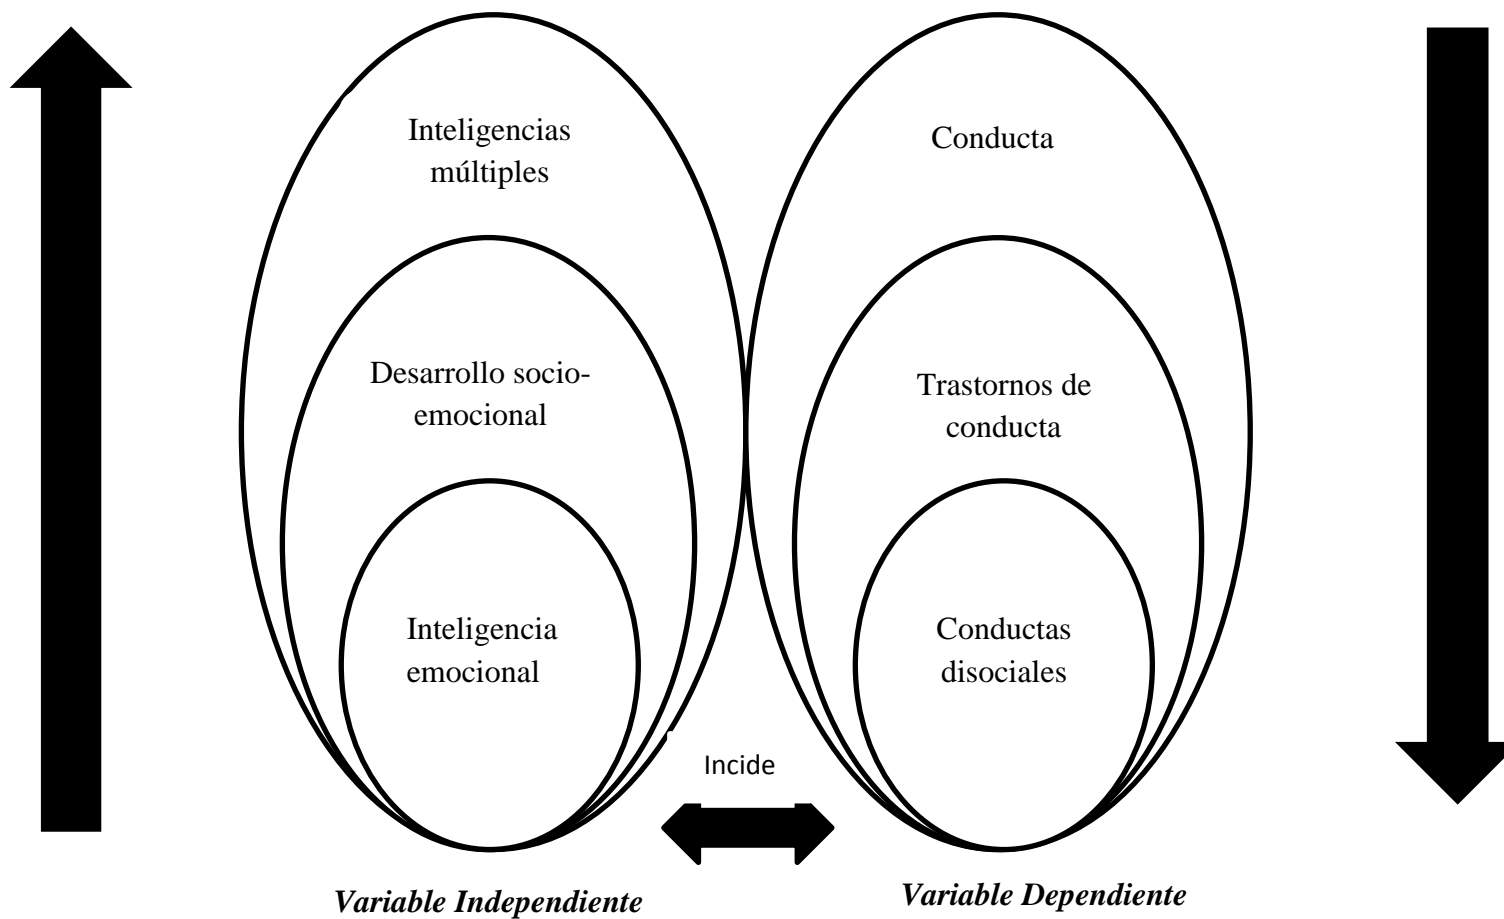 Inteligencias
múltiples
Desarrollo socio-
emocional
Inteligencia
emocional
Conducta
Trastornos de
conducta
Conductas
disociales
Incide
Variable Independiente
Variable Dependiente